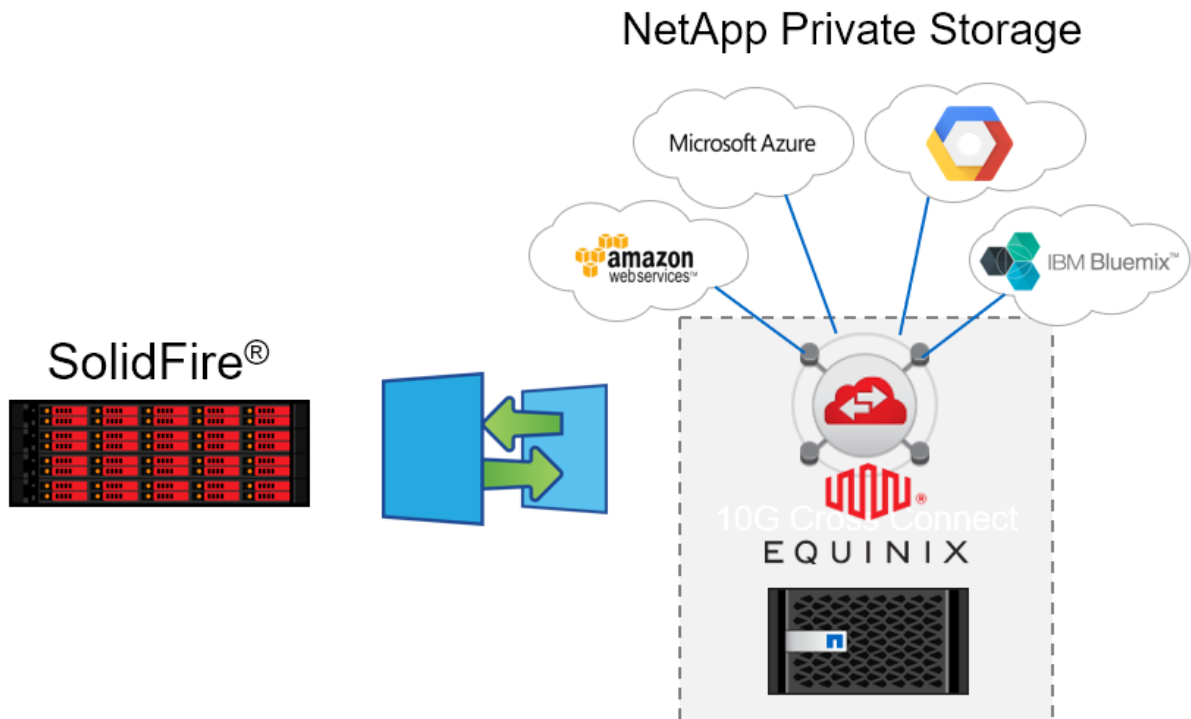 NetApp Private Storage
Microsoft Azure
amazon
webservices™
IBM Bluemix™
SolidFire®
®
10G Cross Connect
EQUINIX